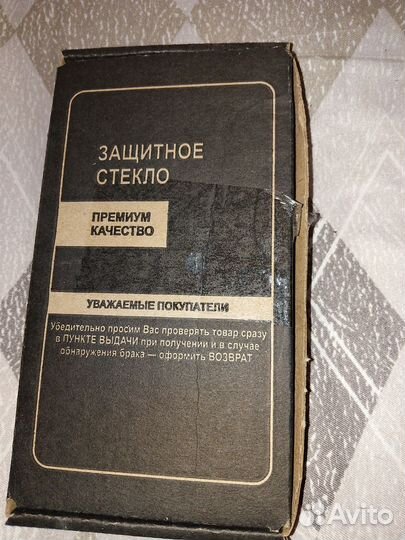 ЗАЩИТНОЕ
СТЕКЛО
ПРЕМИУМ
КАЧЕСТВО
УВАЖАЕМЫЕ ПОКУПАТЕЛИ
Убедительно просим Вас проверять товар сразу
в ПУНКТЕ ВЫДАЧИ при получении и в случае
обнаружения брака — оформить ВОЗВРАТ
Avito